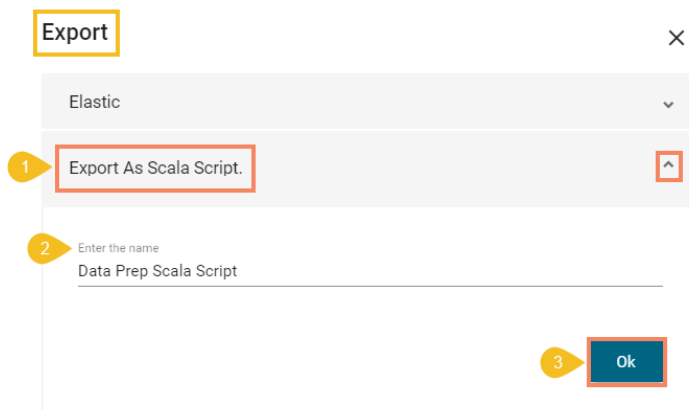 Export
Elastic
1
Export As Scala Script.
2
Enter the name
Data Prep Scala Script
3
Ok